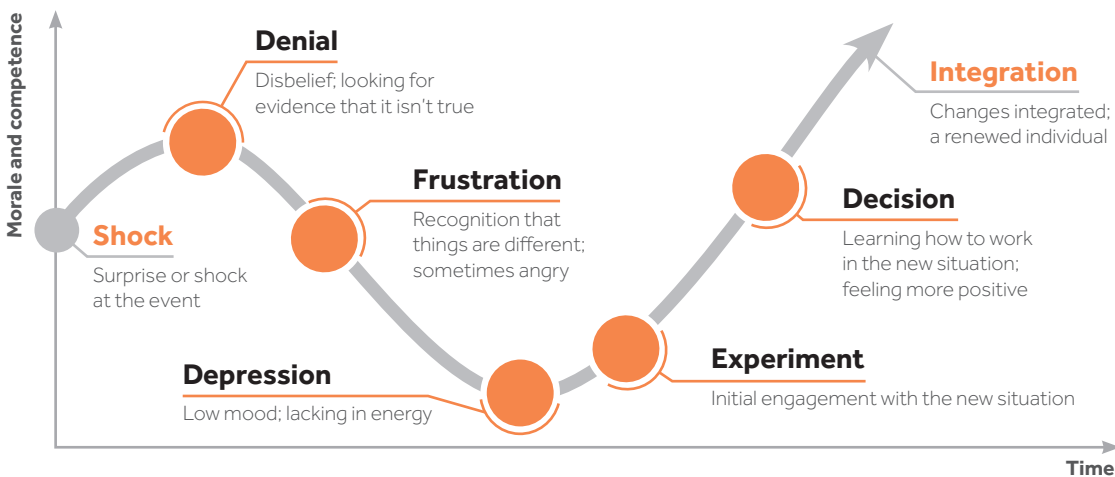 Morale and competence
Shock
Surprise or shock
at the event
Denial
Disbelief; looking for
evidence that it isn't true
Frustration
Recognition that
things are different;
sometimes angry
Depression
Low mood; lacking in energy
Experiment
Initial engagement with the new situation
Decision
Learning how to work
in the new situation;
feeling more positive
Integration
Changes integrated;
a renewed individual
Time